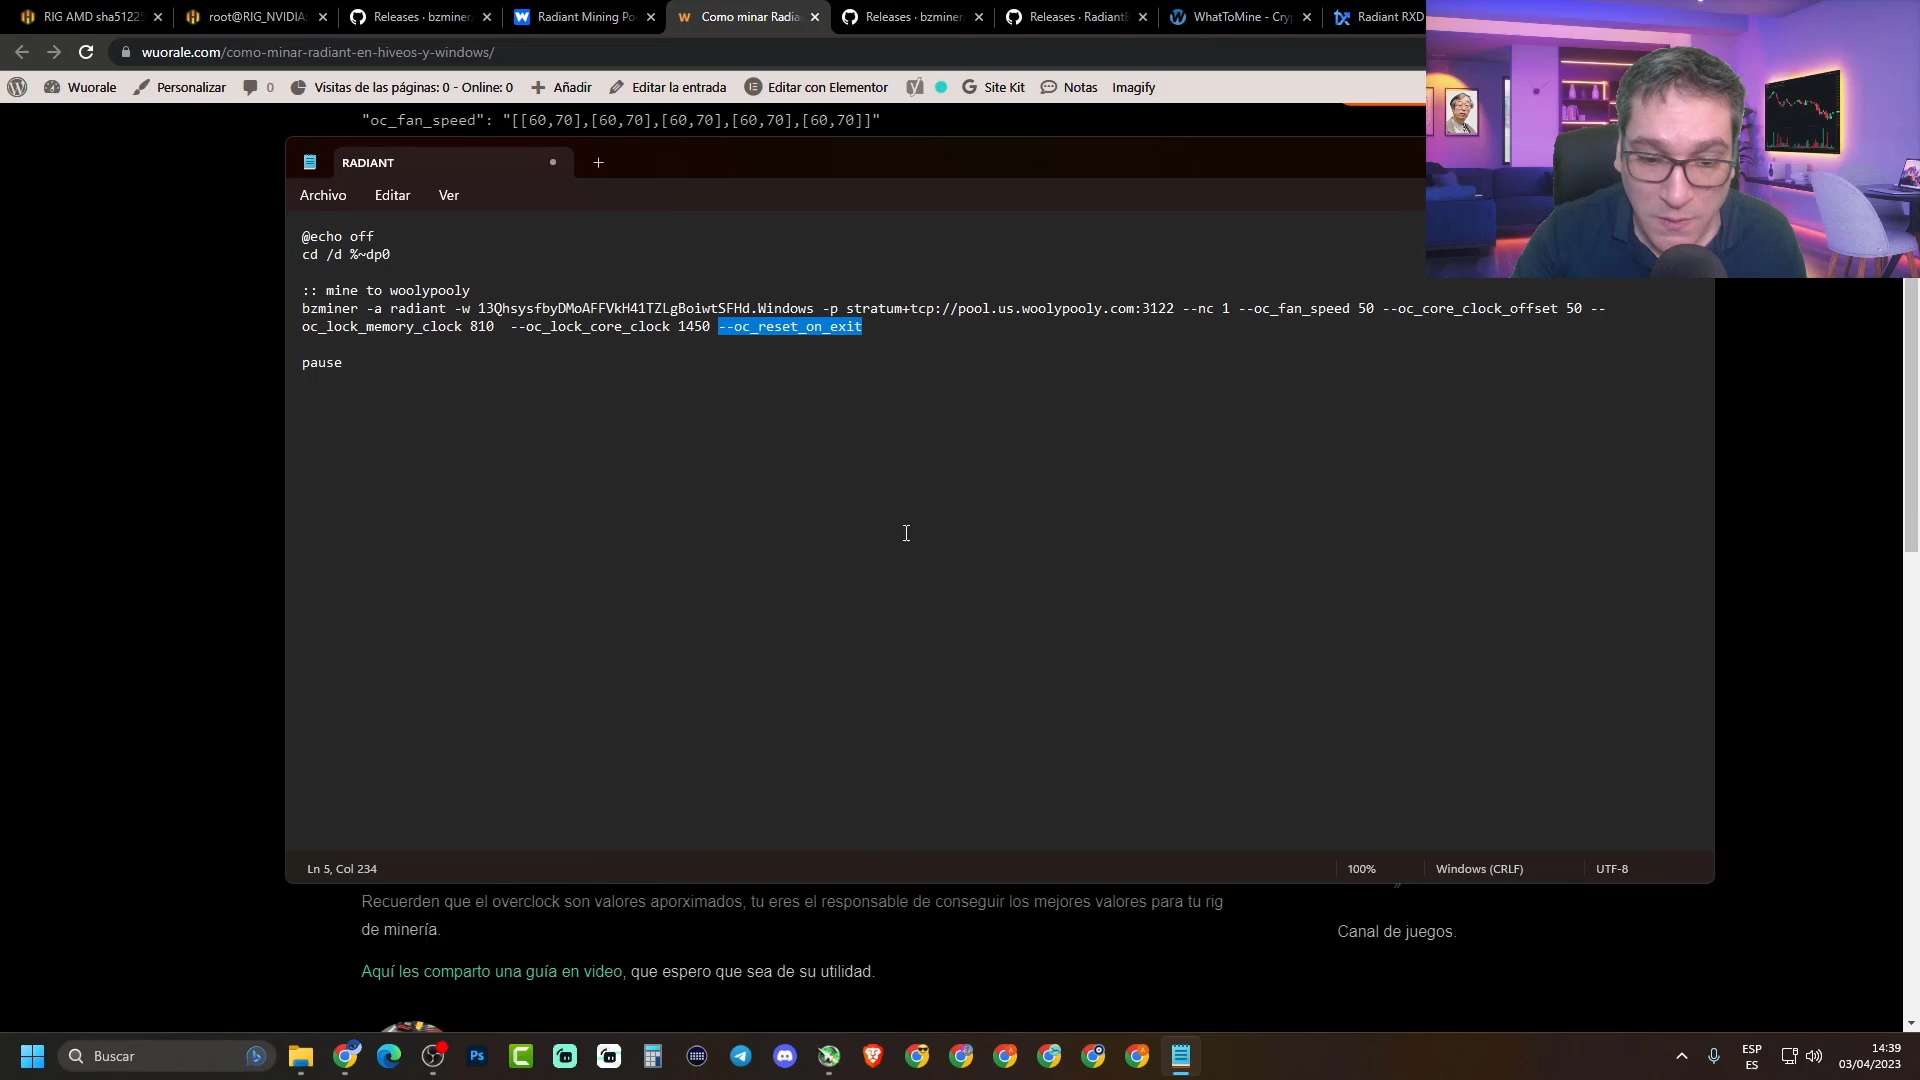 RIG AMD sha5122
root@RIG_NVIDIA:
Releases · bzminer/
Radiant Mining Po
Como minar Radia
Releases · bzminer/
Releases · RadiantB
WhatToMine - Cry
Radiant RXD
wuorale.com/como-minar-radiant-en-hiveos-y-windows/
Wuorale
Personalizar
0
Visitas de las páginas: 0 - Online: 0
Añadir
Editar la entrada
Editar con Elementor
Site Kit
Notas
Imagify
"oc_fan_speed": "[[60,70],[60,70],[60,70],[60,70],[60,70]]"
RADIANT
Archivo
Editar
Ver
@echo off
cd /d %~dp0
:: mine to woolypooly
bzminer -a radiant -w 13QhsysfbyDMoAFFVkH41TZLgBoiwtSFHd.Windows -p stratum+tcp://pool.us.woolypooly.com:3122 --nc 1 --oc_fan_speed 50 --oc_core_clock_offset 50 --
oc_lock_memory_clock 810  --oc_lock_core_clock 1450 --oc_reset_on_exit
pause
Ln 5, Col 234
100%
Windows (CRLF)
UTF-8
Recuerden que el overclock son valores aporximados, tu eres el responsable de conseguir los mejores valores para tu rig
de minería.
»
Canal de juegos.
Aquí les comparto una guía en video, que espero que sea de su utilidad.
Buscar
Ps
ESP
ES
14:39
03/04/2023